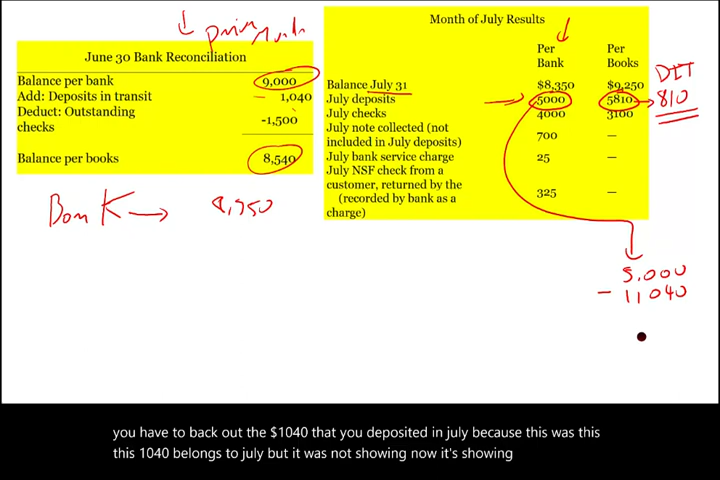 prior
June 30 Bank Reconciliation
Balance per bank 9,000
Add: Deposits in transit 1,040
Deduct: Outstanding checks -1,500
Balance per books 8,540
Bank → 8,350
Month of July Results
Per Bank Per Books
Balance July 31 $8,350 $9,250
July deposits 5000 5810
July checks 4000 3100
July note collected (not
included in July deposits) 700 —
July bank service charge 25 —
July NSF check from a
customer, returned by the
(recorded by bank as a
charge) 325 —
DIT
810
5,000
- 1,040
you have to back out the $1040 that you deposited in july because this was this
this 1040 belongs to july but it was not showing now it's showing